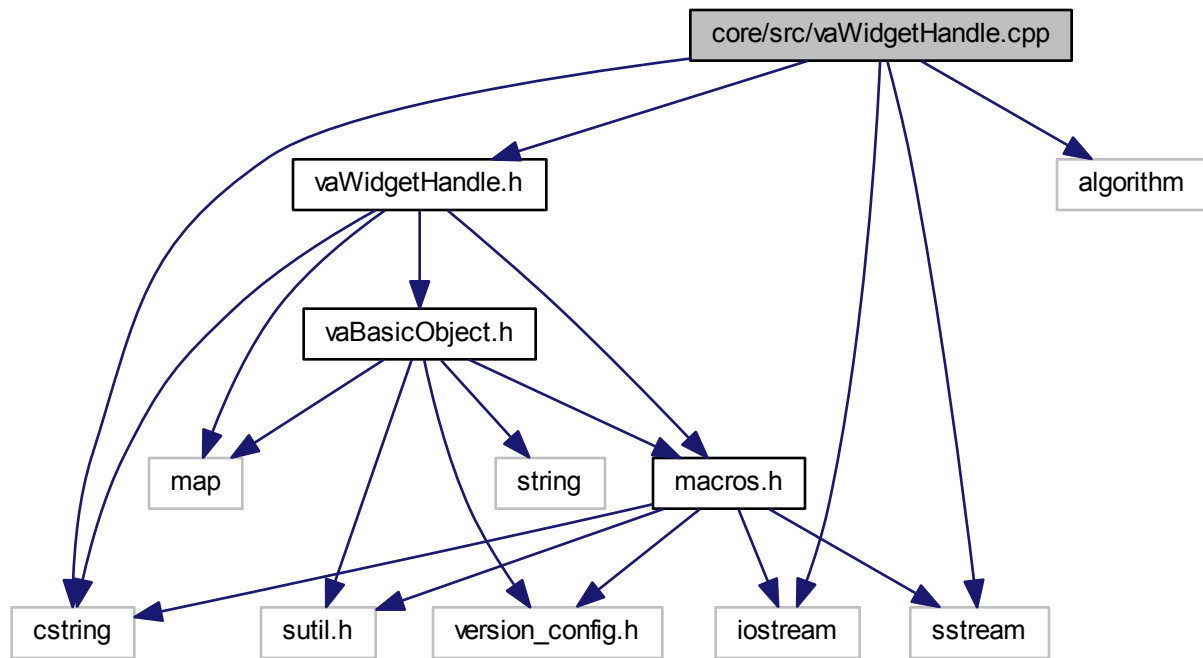 core/src/vaWidgetHandle.cpp
vaWidgetHandle.h
algorithm
vaBasicObject.h
map
string
macros.h
cstring
sutil.h
version_config.h
iostream
sstream